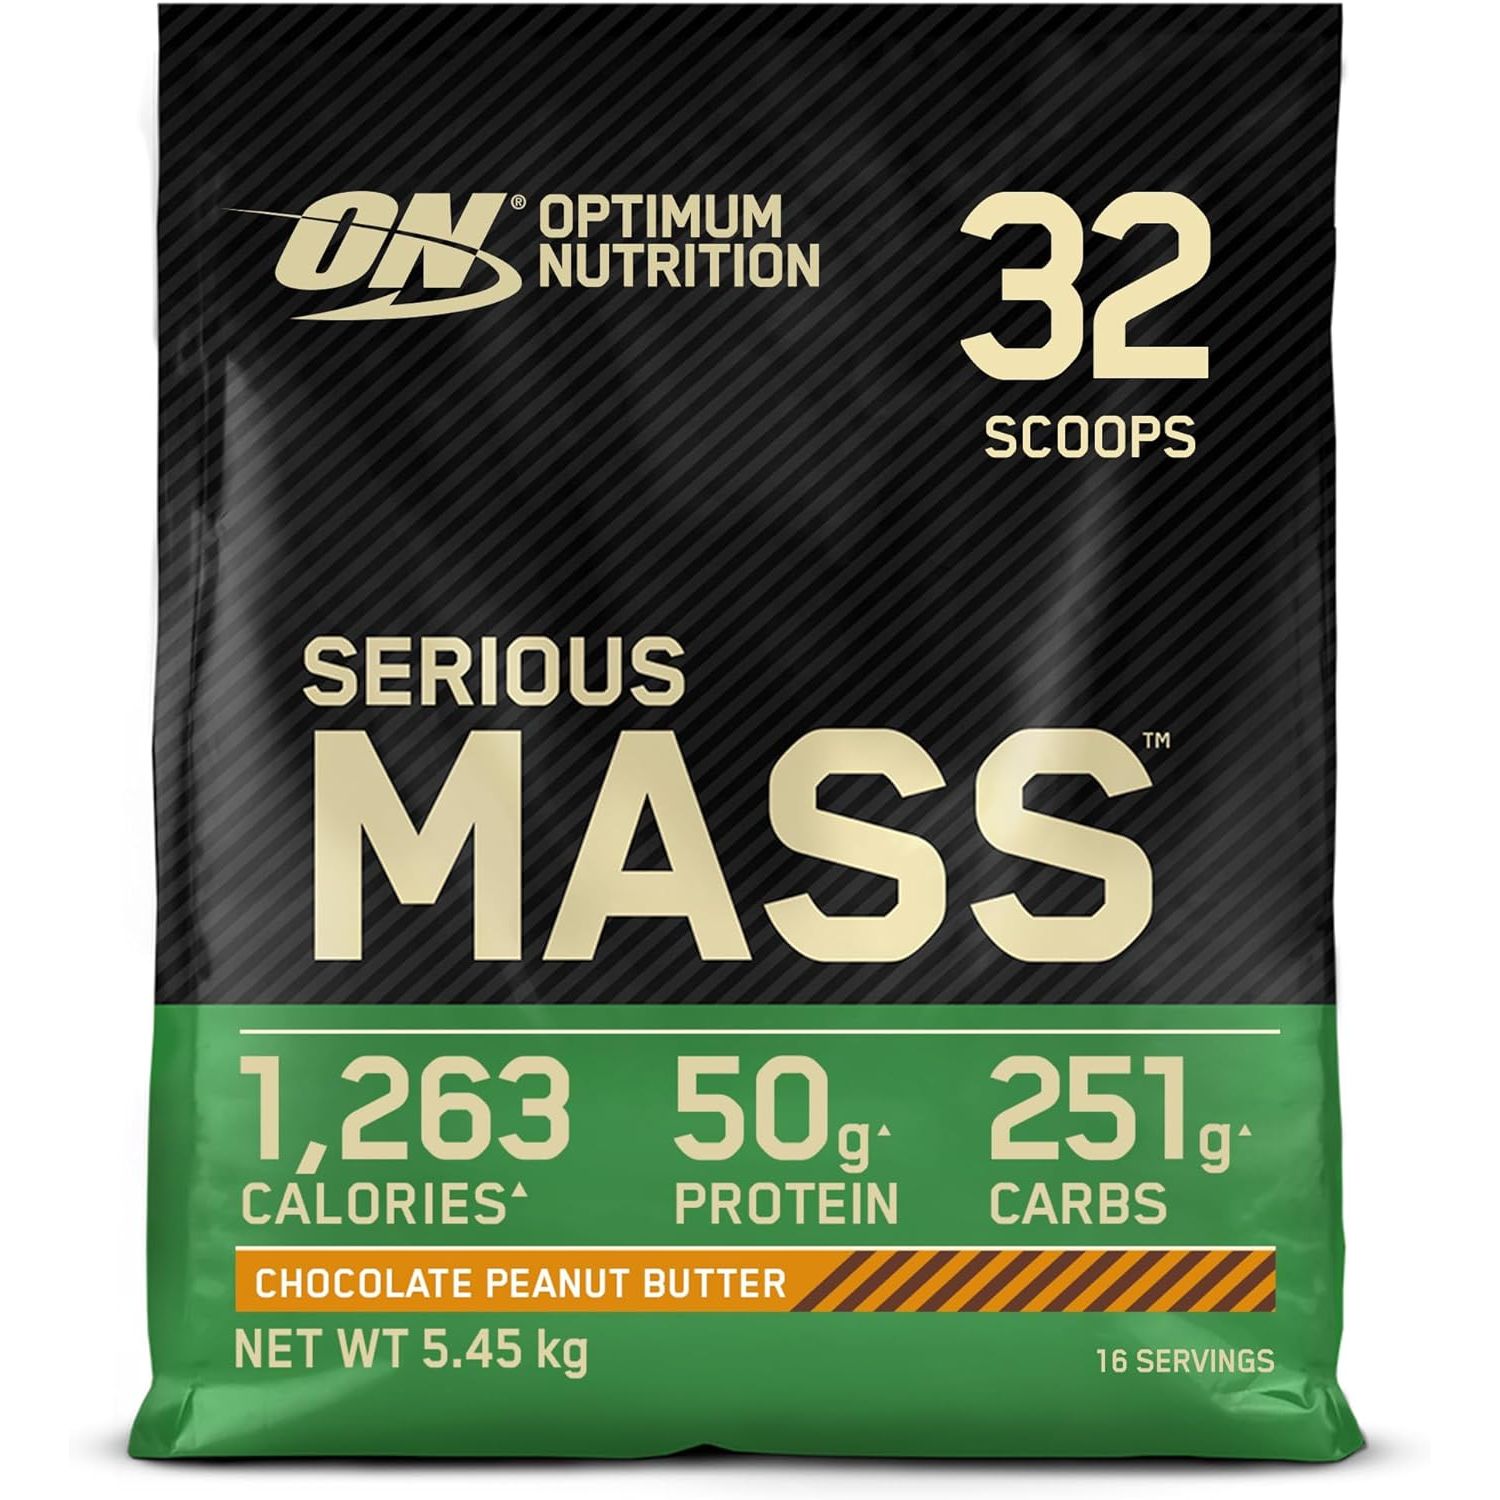 ON® OPTIMUM
NUTRITION
32
SCOOPS
SERIOUS
MASS™
1,263
CALORIES▲
50g▲
PROTEIN
251g▲
CARBS
CHOCOLATE PEANUT BUTTER
NET WT 5.45 kg
16 SERVINGS